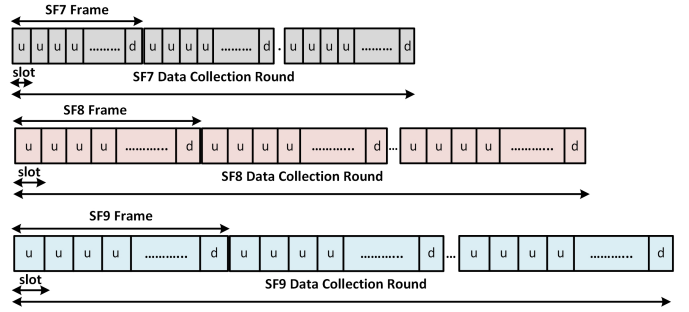 SF7 Frame
u u u u ......... d u u u u ......... d . u u u u ......... d
slot
SF7 Data Collection Round
SF8 Frame
u u u u ............ d u u u u ............ d ... u u u u ............ d
slot
SF8 Data Collection Round
SF9 Frame
u u u u ............ d u u u u ............ d ... u u u u ............ d
slot
SF9 Data Collection Round